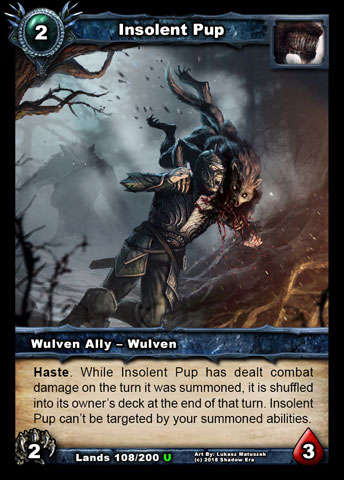 2
Insolent Pup
Wulven Ally – Wulven
Haste. While Insolent Pup has dealt combat
damage on the turn it was summoned, it is shuffled
into its owner's deck at the end of that turn. Insolent
Pup can't be targeted by your summoned abilities.
2
Lands 108/200 U
Art By: Lukasz Matuszek
(c) 2018 Shadow Era
3